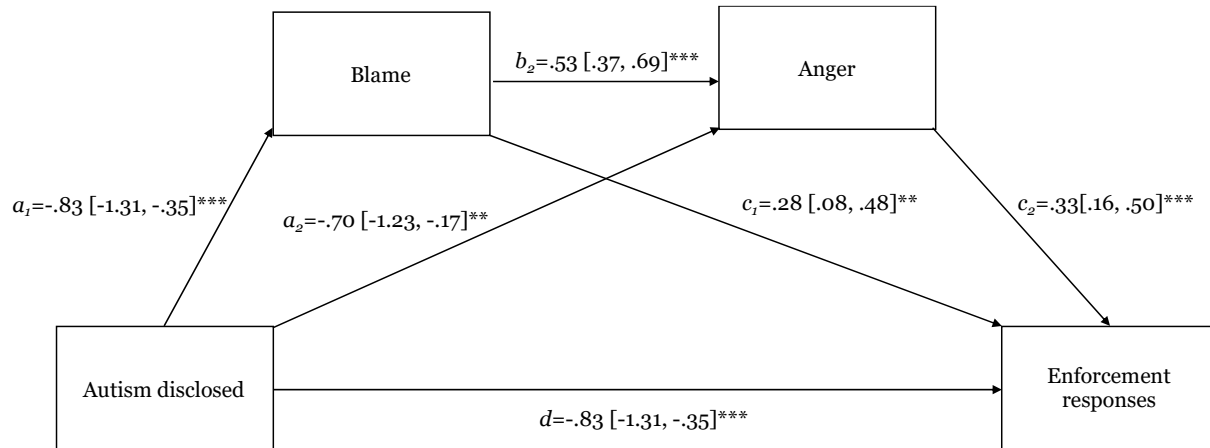 b₂=.53 [.37, .69]***
Blame
Anger
a₁=-.83 [-1.31, -.35]***
a₂=-.70 [-1.23, -.17]**
c₁=.28 [.08, .48]**
c₂=.33[.16, .50]***
Autism disclosed
Enforcement
responses
d=-.83 [-1.31, -.35]***